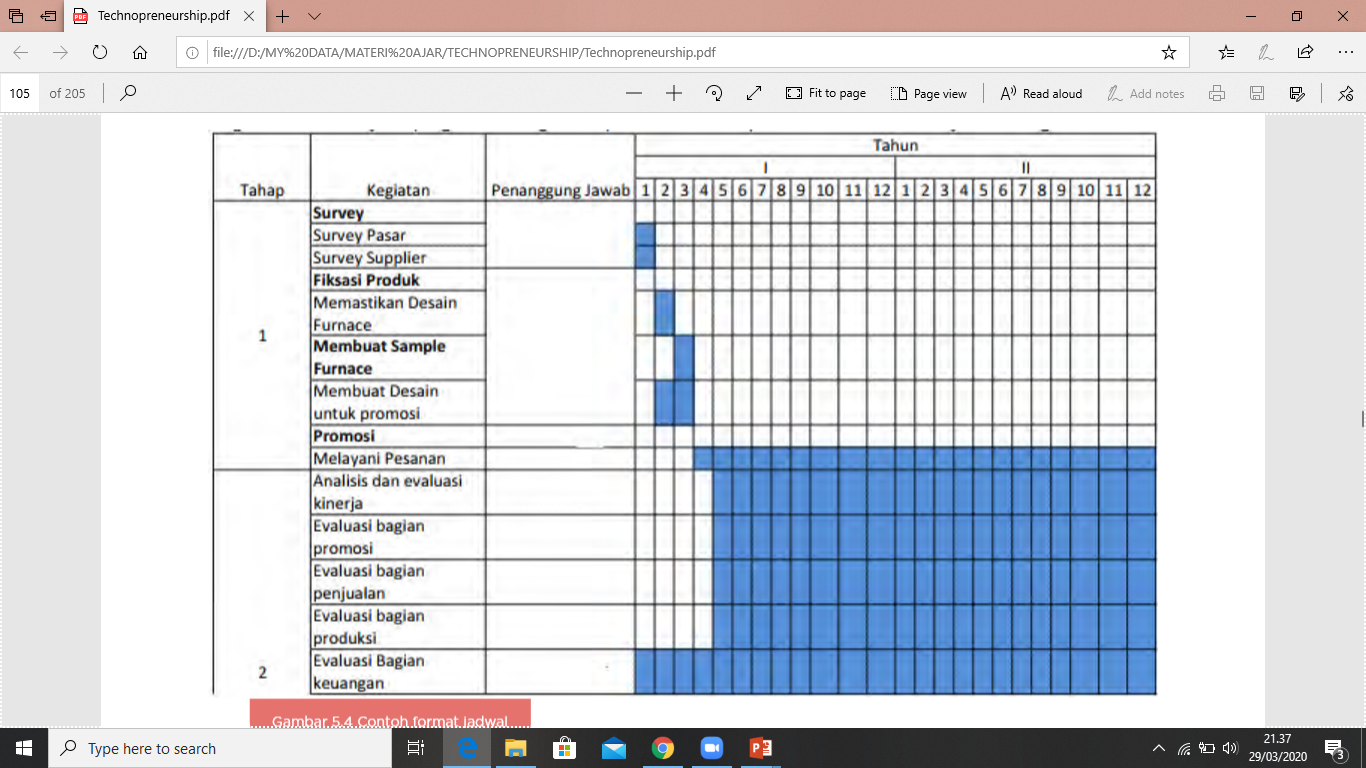 Technopreneurship.pdf
file:///D:/MY%20DATA/MATERI%20AJAR/TECHNOPRENEURSHIP/Technopreneurship.pdf
105 of 205
Fit to page
Page view
Read aloud
Add notes
Tahun
I II
Tahap Kegiatan Penanggung Jawab 1 2 3 4 5 6 7 8 9 10 11 12 1 2 3 4 5 6 7 8 9 10 11 12
Survey
Survey Pasar
Survey Supplier
Fiksasi Produk
Memastikan Desain
Furnace
1
Membuat Sample
Furnace
Membuat Desain
untuk promosi
Promosi
Melayani Pesanan
Analisis dan evaluasi
kinerja
Evaluasi bagian
promosi
Evaluasi bagian
penjualan
Evaluasi bagian
produksi
Evaluasi Bagian
2
keuangan
Gambar 5.4 Contoh format jadwal
Type here to search
21.37
29/03/2020
3